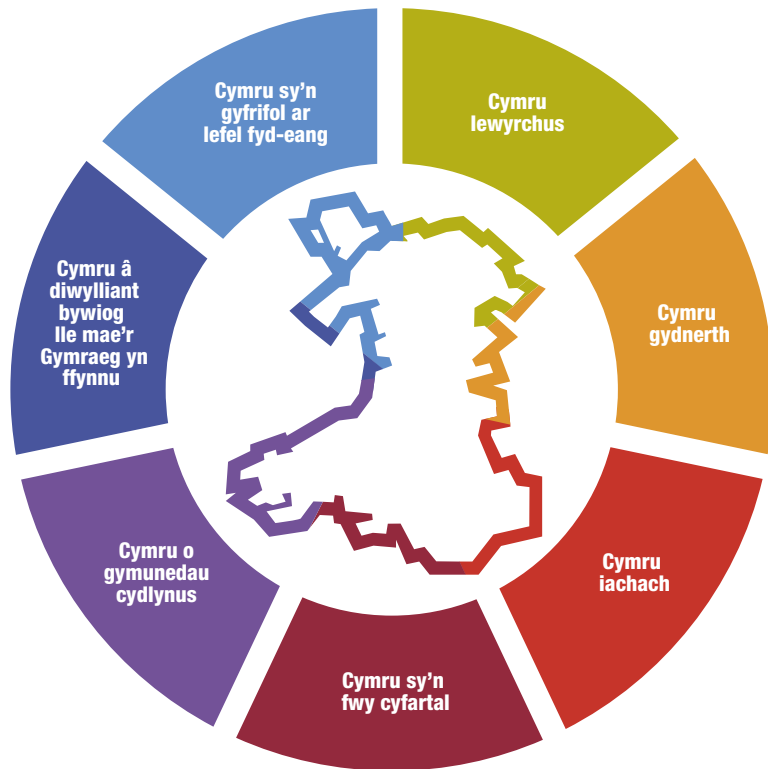 Cymru sy’n
gyfrifol ar
lefel fyd-eang
Cymru
lewyrchus
Cymru
gydnerth
Cymru
iachach
Cymru sy’n
fwy cyfartal
Cymru o
gymunedau
cydlynus
Cymru â
diwylliant
bywiog
lle mae’r
Gymraeg yn
ffynnu